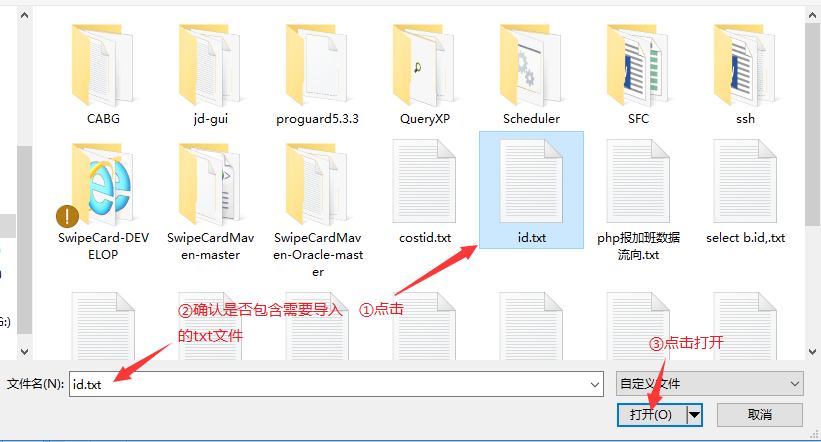 CABG
jd-gui
proguard5.3.3
QueryXP
Scheduler
SFC
ssh
SwipeCard-DEV
ELOP
SwipeCardMa
ven-master
SwipeCardMav
en-Oracle-mast
er
costid.txt
id.txt
php报加班数据
流向.txt
select b.id,.txt
②确认是否包含需要导入
的txt文件
①点击
③点击打开
G:)
文件名(N):
id.txt
自定义文件
打开(O)
取消